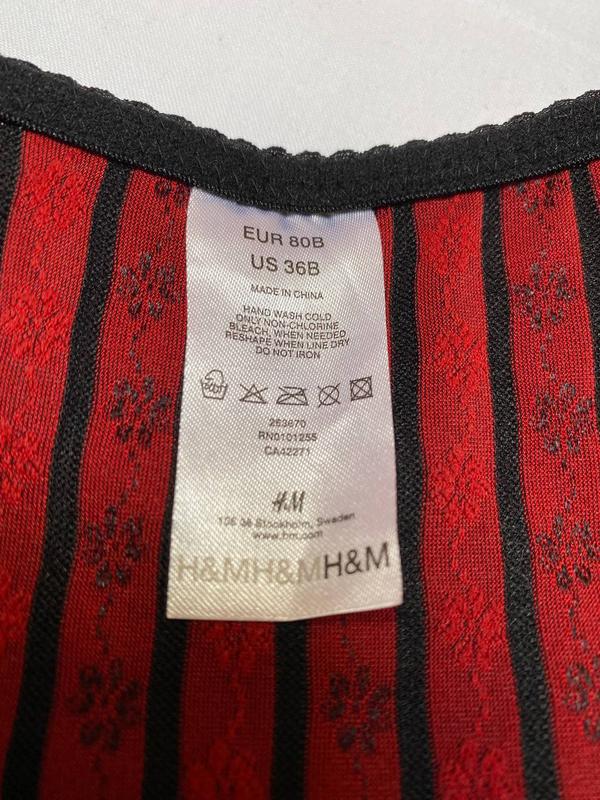 EUR 80B
US 36B
MADE IN CHINA
HAND WASH COLD
ONLY NON-CHLORINE
BLEACH, WHEN NEEDED
RESHAPE WHEN LINE DRY
DO NOT IRON
263670
RN0101255
CA42271
H&M
106 38 Stockholm, Sweden
www.hm.com
H&MH&MH&M